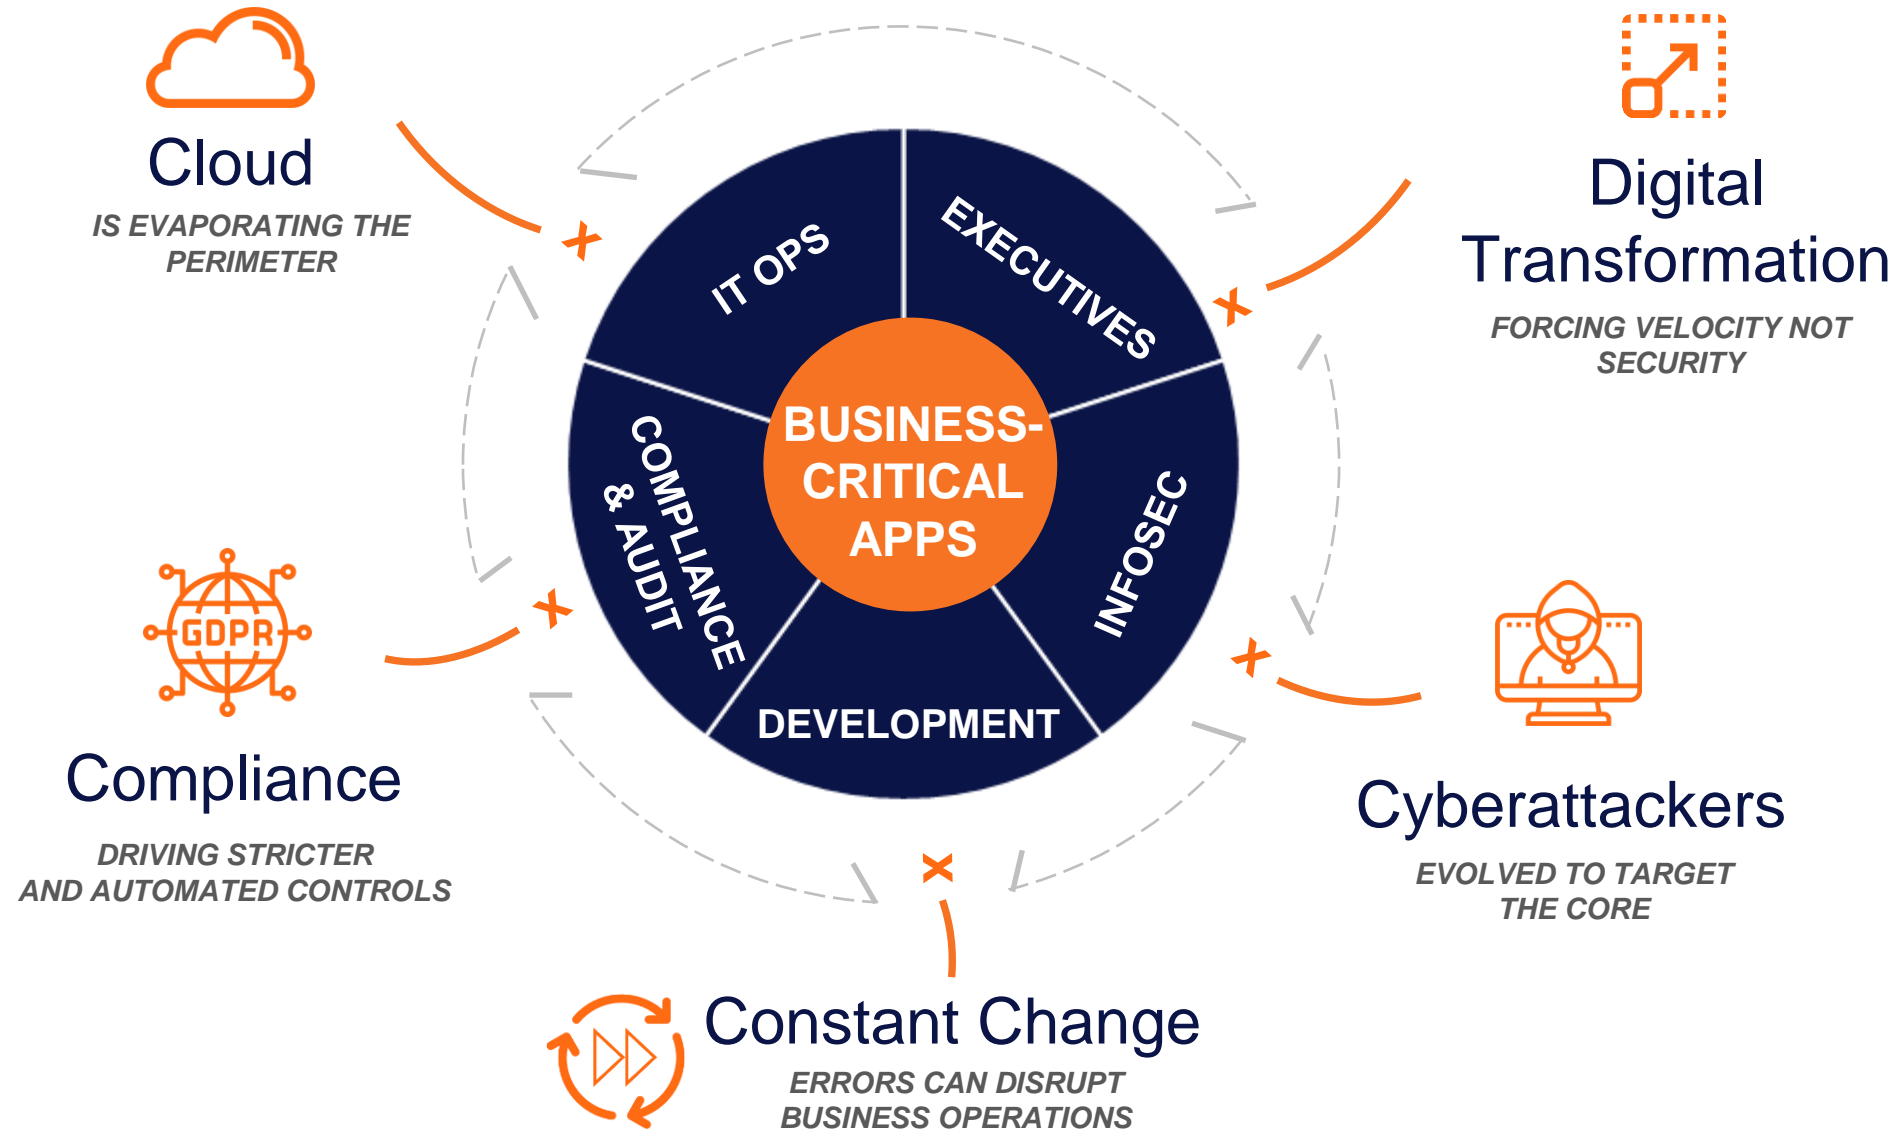 Cloud
IS EVAPORATING THE
PERIMETER
Digital
Transformation
FORCING VELOCITY NOT
SECURITY
IT OPS
EXECUTIVES
BUSINESS-
CRITICAL
APPS
COMPLIANCE
& AUDIT
INFOSEC
DEVELOPMENT
GDPR
Compliance
DRIVING STRICTER
AND AUTOMATED CONTROLS
Cyberattackers
EVOLVED TO TARGET
THE CORE
Constant Change
ERRORS CAN DISRUPT
BUSINESS OPERATIONS